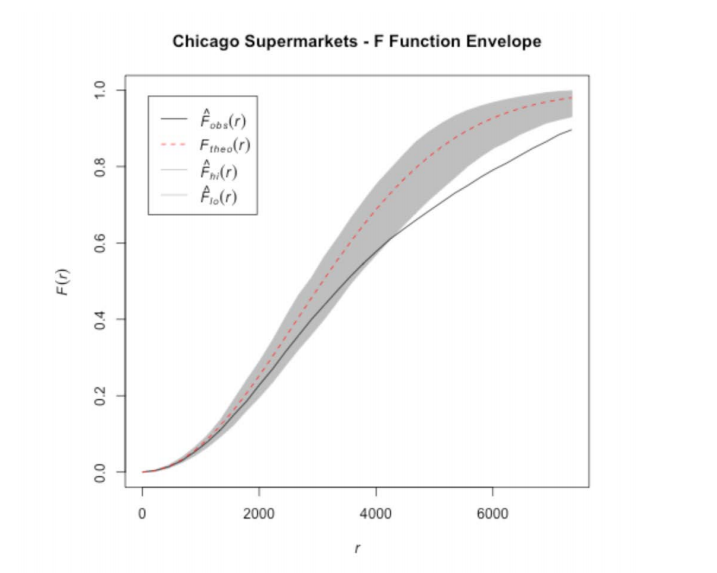 Chicago Supermarkets - F Function Envelope
F̂obs(r)
Ftheo(r)
F̂hi(r)
F̂lo(r)
F(r)
1.0
0.8
0.6
0.4
0.2
0.0
0 2000 4000 6000
r